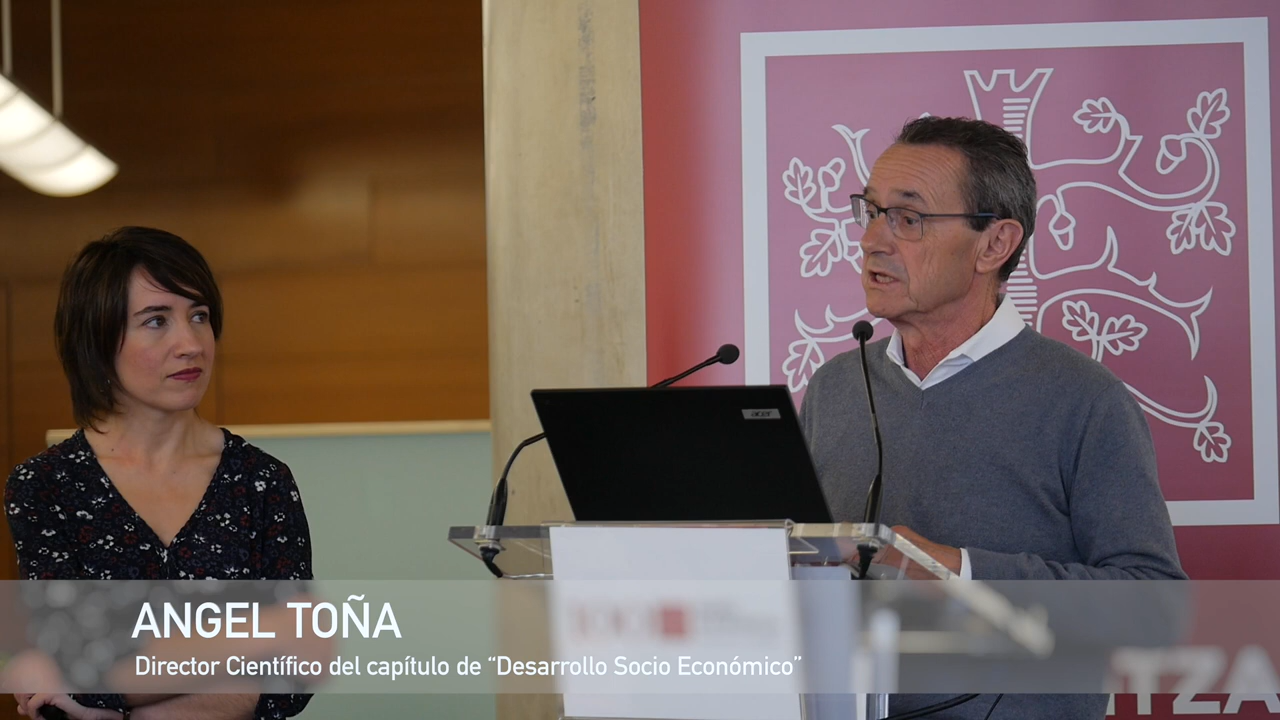 acer
ANGEL TOÑA
Director Científico del capítulo de “Desarrollo Socio Económico”
TZA